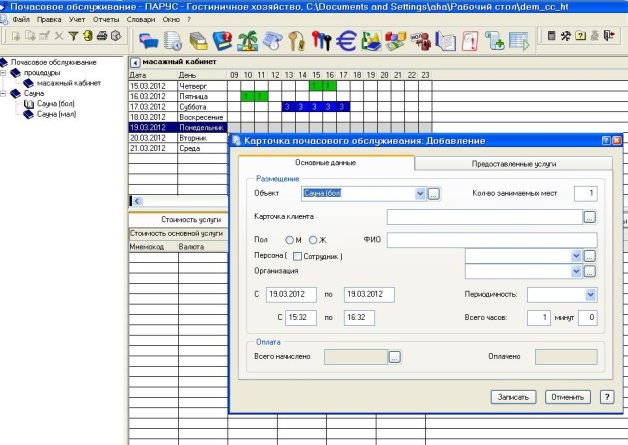 Почасовое обслуживание - ПАРУС - Гостиничное хозяйство, C:\Documents and Settings\aha\Рабочий стол\dem_cc_ht
Файл Правка Учет Отчеты Словари Окно ?
Почасовое обслуживание
процедуры
масажный кабинет
Сауна
Сауна (бол)
Сауна (мал)
масажный кабинет
Дата День 09 10 11 12 13 14 15 16 17 18 19 20 21 22 23
15.03.2012 Четверг 1 1
16.03.2012 Пятница 1 1
17.03.2012 Суббота 3 3 3 3 3
18.03.2012 Воскресение
19.03.2012 Понедельник
20.03.2012 Вторник
21.03.2012 Среда
Стоимость услуги
Стоимость основной услуги
Мнемокод Валюта
Карточка почасового обслуживания: Добавление
Основные данные Предоставленные услуги
Размещение
Объект Сауна (бол Кол-во занимаемых мест 1
Карточка клиента
Пол М Ж ФИО
Персона ( Сотрудник )
Организация
С 19.03.2012 по 19.03.2012 Периодичность:
С 15:32 по 16:32 Всего часов: 1 минут 0
Оплата
Всего начислено Оплачено
Записать Отменить ?